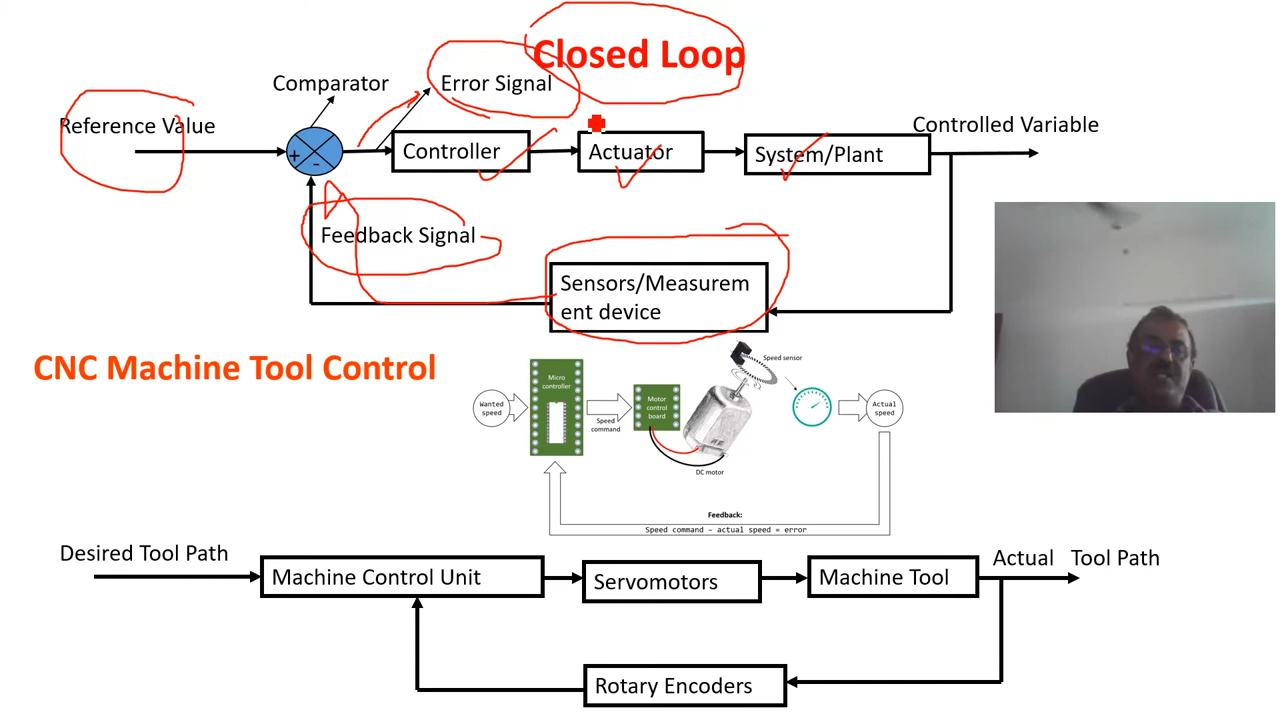 Closed Loop
Comparator
Error Signal
Reference Value
Controlled Variable
+
-
Controller
Actuator
System/Plant
Feedback Signal
Sensors/Measurem
ent device
CNC Machine Tool Control
Speed sensor
Micro
controller
Wanted
speed
Speed
command
Motor
control
board
Actual
speed
DC motor
Feedback:
Speed command – actual speed = error
Desired Tool Path
Machine Control Unit
Servomotors
Machine Tool
Actual Tool Path
Rotary Encoders